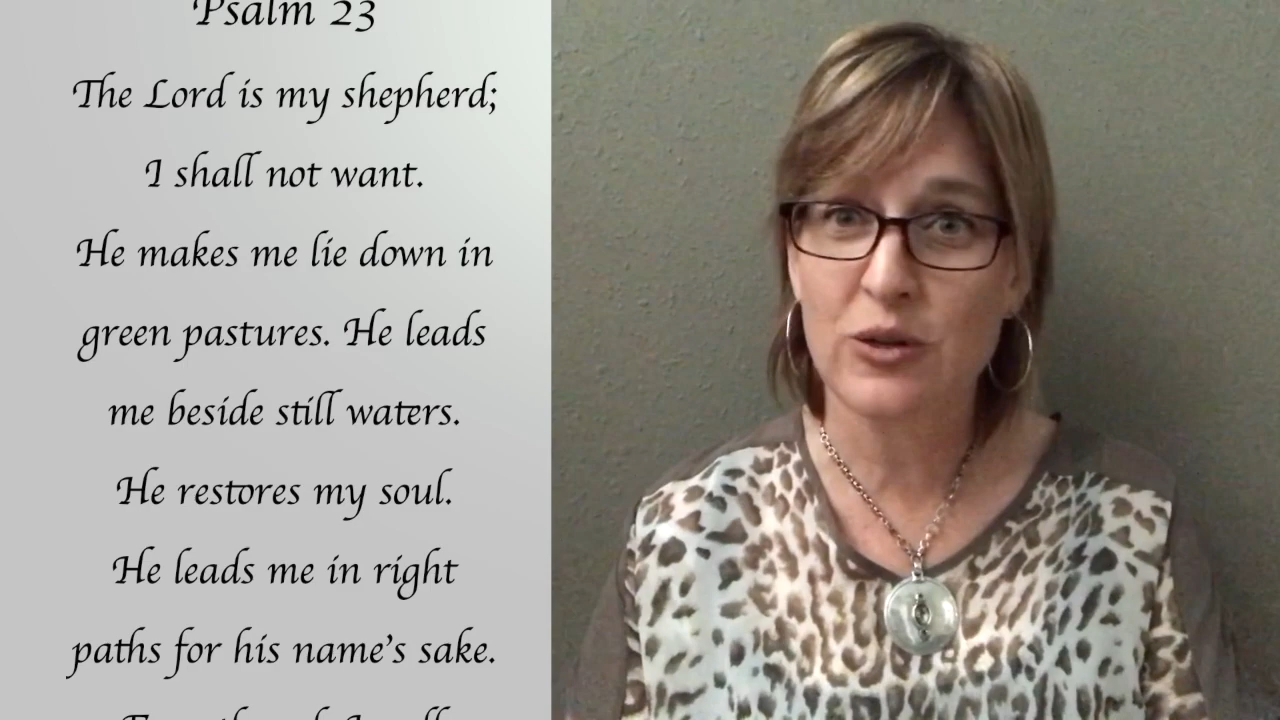 Psalm 23
The Lord is my shepherd;
I shall not want.
He makes me lie down in
green pastures. He leads
me beside still waters.
He restores my soul.
He leads me in right
paths for his name's sake.